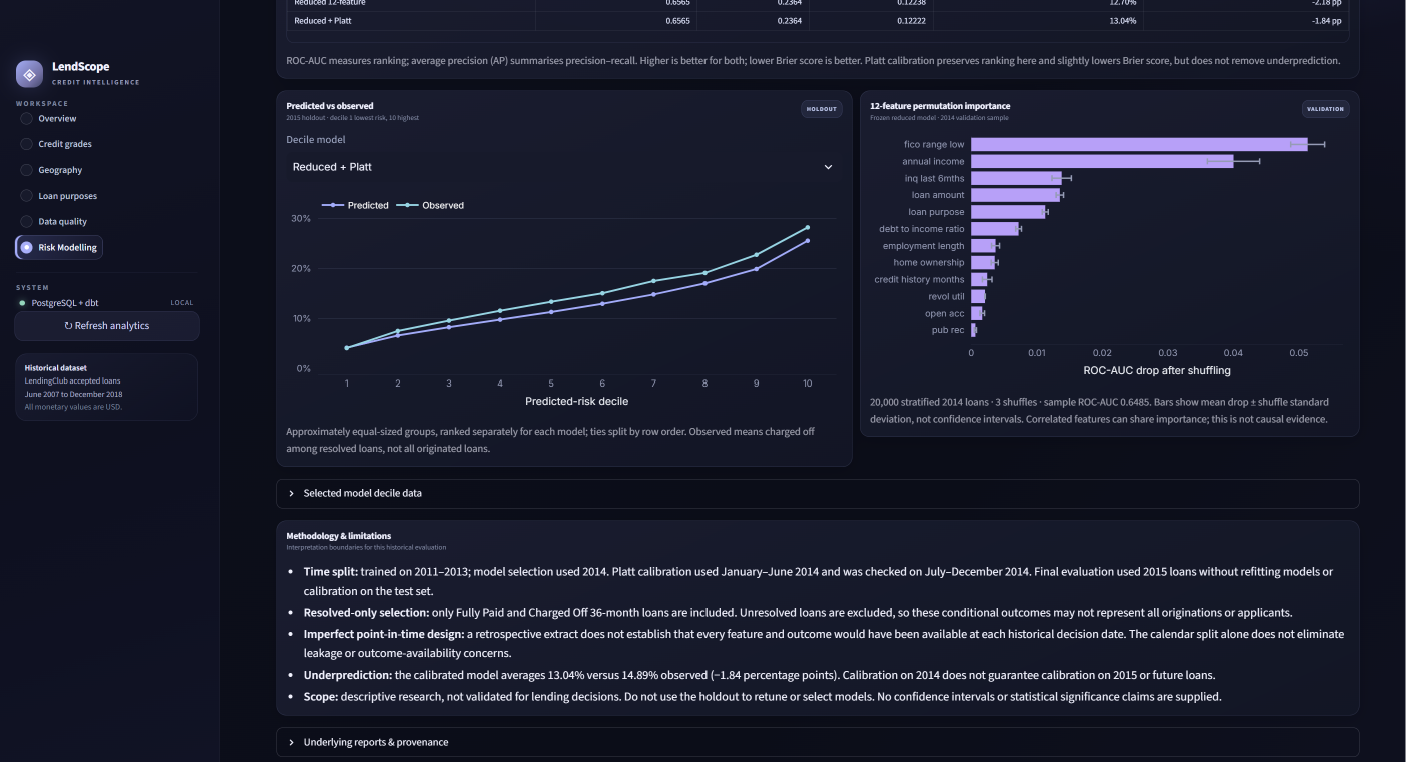 LendScope
CREDIT INTELLIGENCE
WORKSPACE
Overview
Credit grades
Geography
Loan purposes
Data quality
Risk Modelling
SYSTEM
PostgreSQL + dbt LOCAL
↻ Refresh analytics
Historical dataset
LendingClub accepted loans
June 2007 to December 2018
All monetary values are USD.
Reduced 12-feature 0.6565 0.2364 0.12238 12.70% -2.18 pp
Reduced + Platt 0.6565 0.2364 0.12222 13.04% -1.84 pp
ROC-AUC measures ranking; average precision (AP) summarises precision–recall. Higher is better for both; lower Brier score is better. Platt calibration preserves ranking here and slightly lowers Brier score, but does not remove underprediction.
Predicted vs observed
2015 holdout · decile 1 lowest risk, 10 highest
HOLDOUT
Decile model
Reduced + Platt
Predicted Observed
30%
20%
10%
0%
1 2 3 4 5 6 7 8 9 10
Predicted-risk decile
Approximately equal-sized groups, ranked separately for each model; ties split by row order. Observed means charged off
among resolved loans, not all originated loans.
12-feature permutation importance
Frozen reduced model · 2014 validation sample
VALIDATION
fico range low
annual income
inq last 6mths
loan amount
loan purpose
debt to income ratio
employment length
home ownership
credit history months
revol util
open acc
pub rec
0 0.01 0.02 0.03 0.04 0.05
ROC-AUC drop after shuffling
20,000 stratified 2014 loans · 3 shuffles · sample ROC-AUC 0.6485. Bars show mean drop ± shuffle standard
deviation, not confidence intervals. Correlated features can share importance; this is not causal evidence.
Selected model decile data
Methodology & limitations
Interpretation boundaries for this historical evaluation
• Time split: trained on 2011–2013; model selection used 2014. Platt calibration used January–June 2014 and was checked on July–December 2014. Final evaluation used 2015 loans without refitting models or
calibration on the test set.
• Resolved-only selection: only Fully Paid and Charged Off 36-month loans are included. Unresolved loans are excluded, so these conditional outcomes may not represent all originations or applicants.
• Imperfect point-in-time design: a retrospective extract does not establish that every feature and outcome would have been available at each historical decision date. The calendar split alone does not eliminate
leakage or outcome-availability concerns.
• Underprediction: the calibrated model averages 13.04% versus 14.89% observed (−1.84 percentage points). Calibration on 2014 does not guarantee calibration on 2015 or future loans.
• Scope: descriptive research, not validated for lending decisions. Do not use the holdout to retune or select models. No confidence intervals or statistical significance claims are supplied.
Underlying reports & provenance